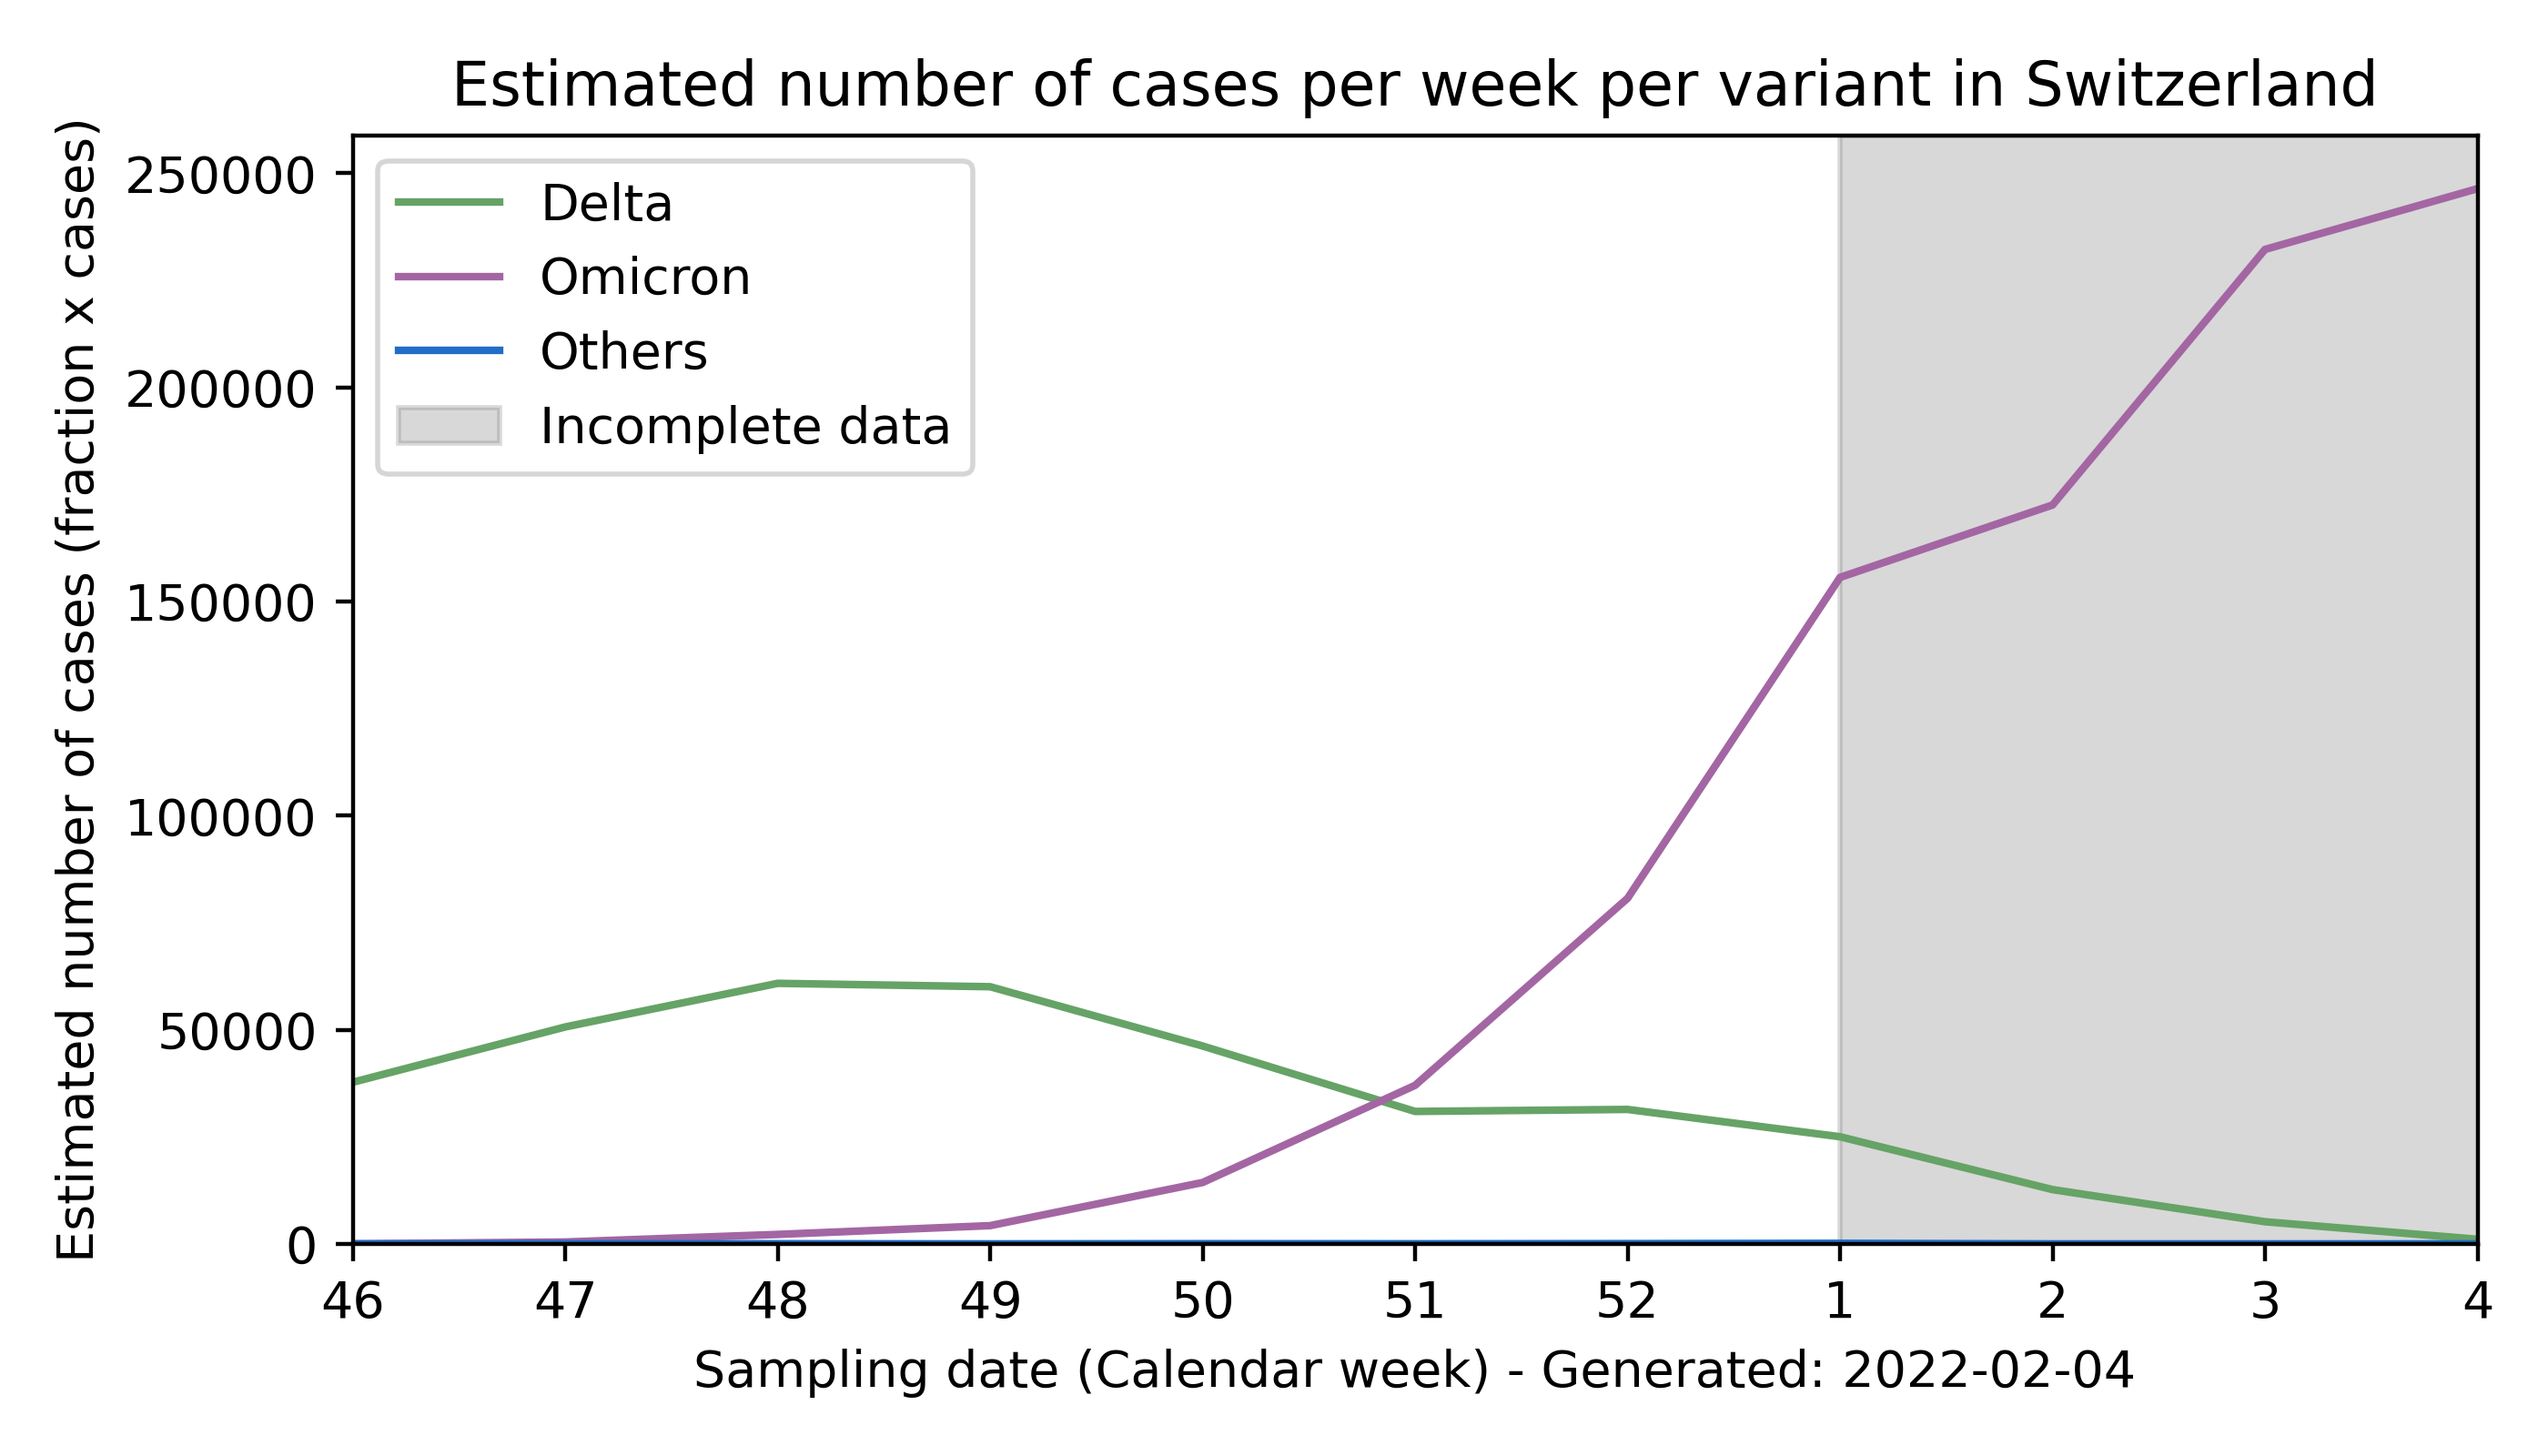 Estimated number of cases per week per variant in Switzerland
Estimated number of cases (fraction x cases)
250000
200000
150000
100000
50000
0
Delta
Omicron
Others
Incomplete data
46 47 48 49 50 51 52 1 2 3 4
Sampling date (Calendar week) - Generated: 2022-02-04